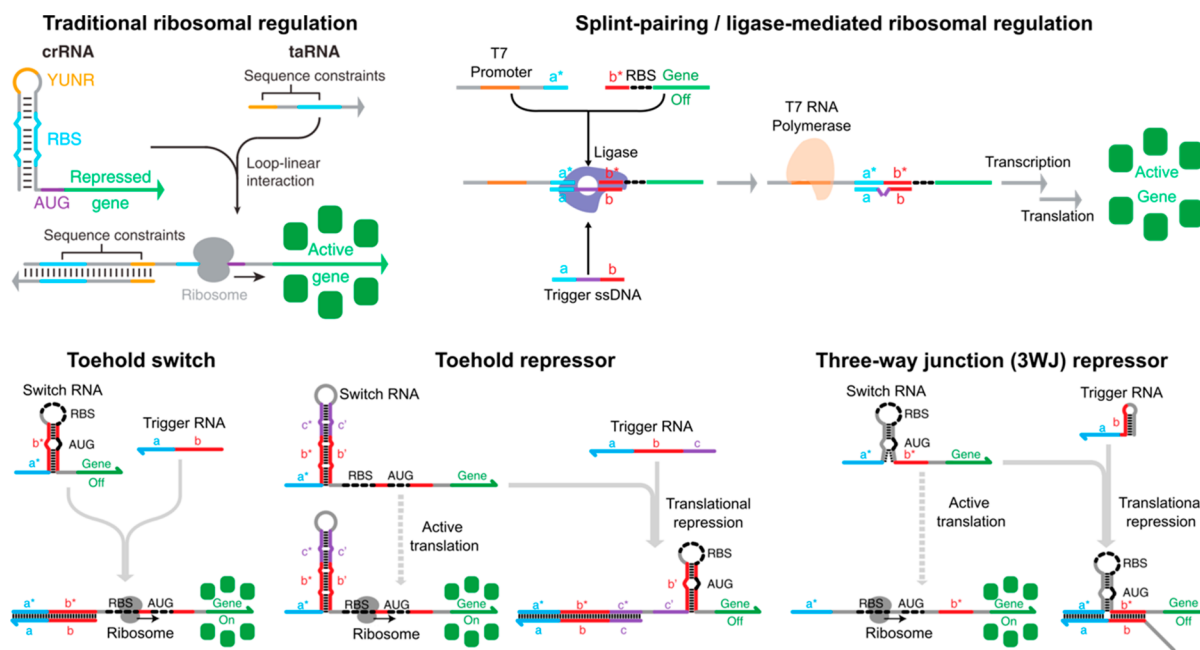 Traditional ribosomal regulation
crRNA
taRNA
YUNR
Sequence constraints
RBS
Loop-linear
interaction
Repressed
gene
AUG
Sequence constraints
Ribosome
Active
gene
Splint-pairing / ligase-mediated ribosomal regulation
T7
Promoter
a*
b* RBS Gene
Off
Ligase
a*
b*
a
b
a
b
Trigger ssDNA
T7 RNA
Polymerase
a*
b*
a
b
Transcription
Translation
Active
Gene
Toehold switch
Switch RNA
RBS
Trigger RNA
b*
AUG
a
b
a*
Gene
Off
a*
b*
RBS
AUG
Gene
On
a
b
Ribosome
Toehold repressor
Switch RNA
c*
c'
b*
b'
a*
RBS
AUG
Gene
Trigger RNA
a
b
c
Translational
repression
Active
translation
c*
c'
b*
b'
a*
RBS
AUG
Gene
On
Ribosome
RBS
b'
AUG
a*
b*
c*
c'
Gene
Off
a
b
c
Three-way junction (3WJ) repressor
Switch RNA
RBS
AUG
a*
b*
Gene
Trigger RNA
b
a
Active
translation
Translationa
repression
a*
RBS
AUG
b*
Gene
On
Ribosome
RBS
AUG
a*
b*
Gene
Off
a
b